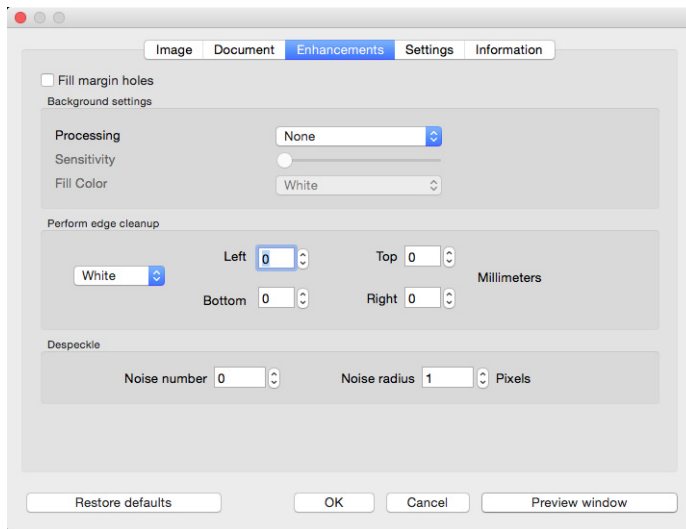 Image Document Enhancements Settings Information
Fill margin holes
Background settings
Processing None
Sensitivity
Fill Color White
Perform edge cleanup
Left 0 Top 0
White Millimeters
Bottom 0 Right 0
Despeckle
Noise number 0 Noise radius 1 Pixels
Restore defaults OK Cancel Preview window